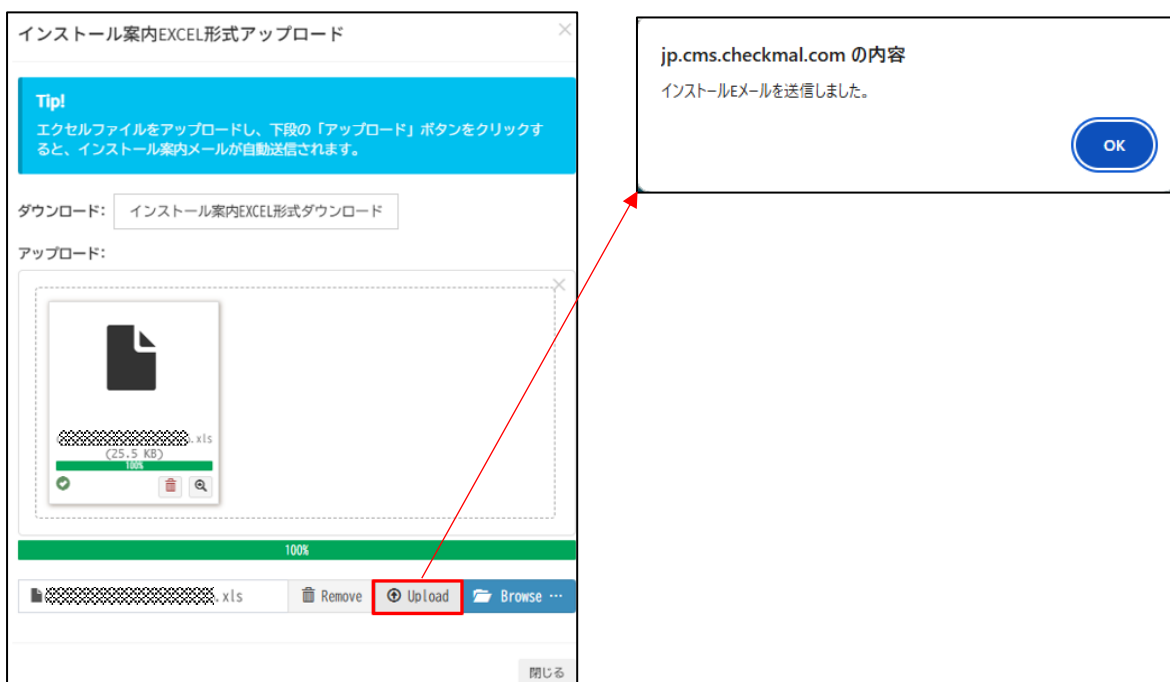 インストール案内EXCEL形式アップロード
Tip!
エクセルファイルをアップロードし、下段の「アップロード」ボタンをクリックす
ると、インストール案内メールが自動送信されます。
ダウンロード:
インストール案内EXCEL形式ダウンロード
アップロード:
.xls
(25.5 KB)
100%
100%
.xls
Remove
Upload
Browse …
閉じる
jp.cms.checkmal.com の内容
インストールEメールを送信しました。
OK